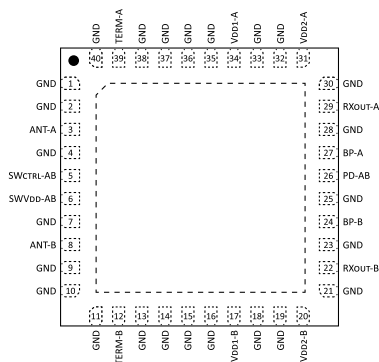 GND TERM-A GND GND GND GND VDD1-A GND GND VDD2-A
40 39 38 37 36 35 34 33 32 31
GND 1 30 GND
GND 2 29 RXOUT-A
ANT-A 3 28 GND
GND 4 27 BP-A
SWCTRL-AB 5 26 PD-AB
SWVDD-AB 6 25 GND
GND 7 24 BP-B
ANT-B 8 23 GND
GND 9 22 RXOUT-B
GND 10 21 GND
11 12 13 14 15 16 17 18 19 20
GND TERM-B GND GND GND GND VDD1-B GND GND VDD2-B